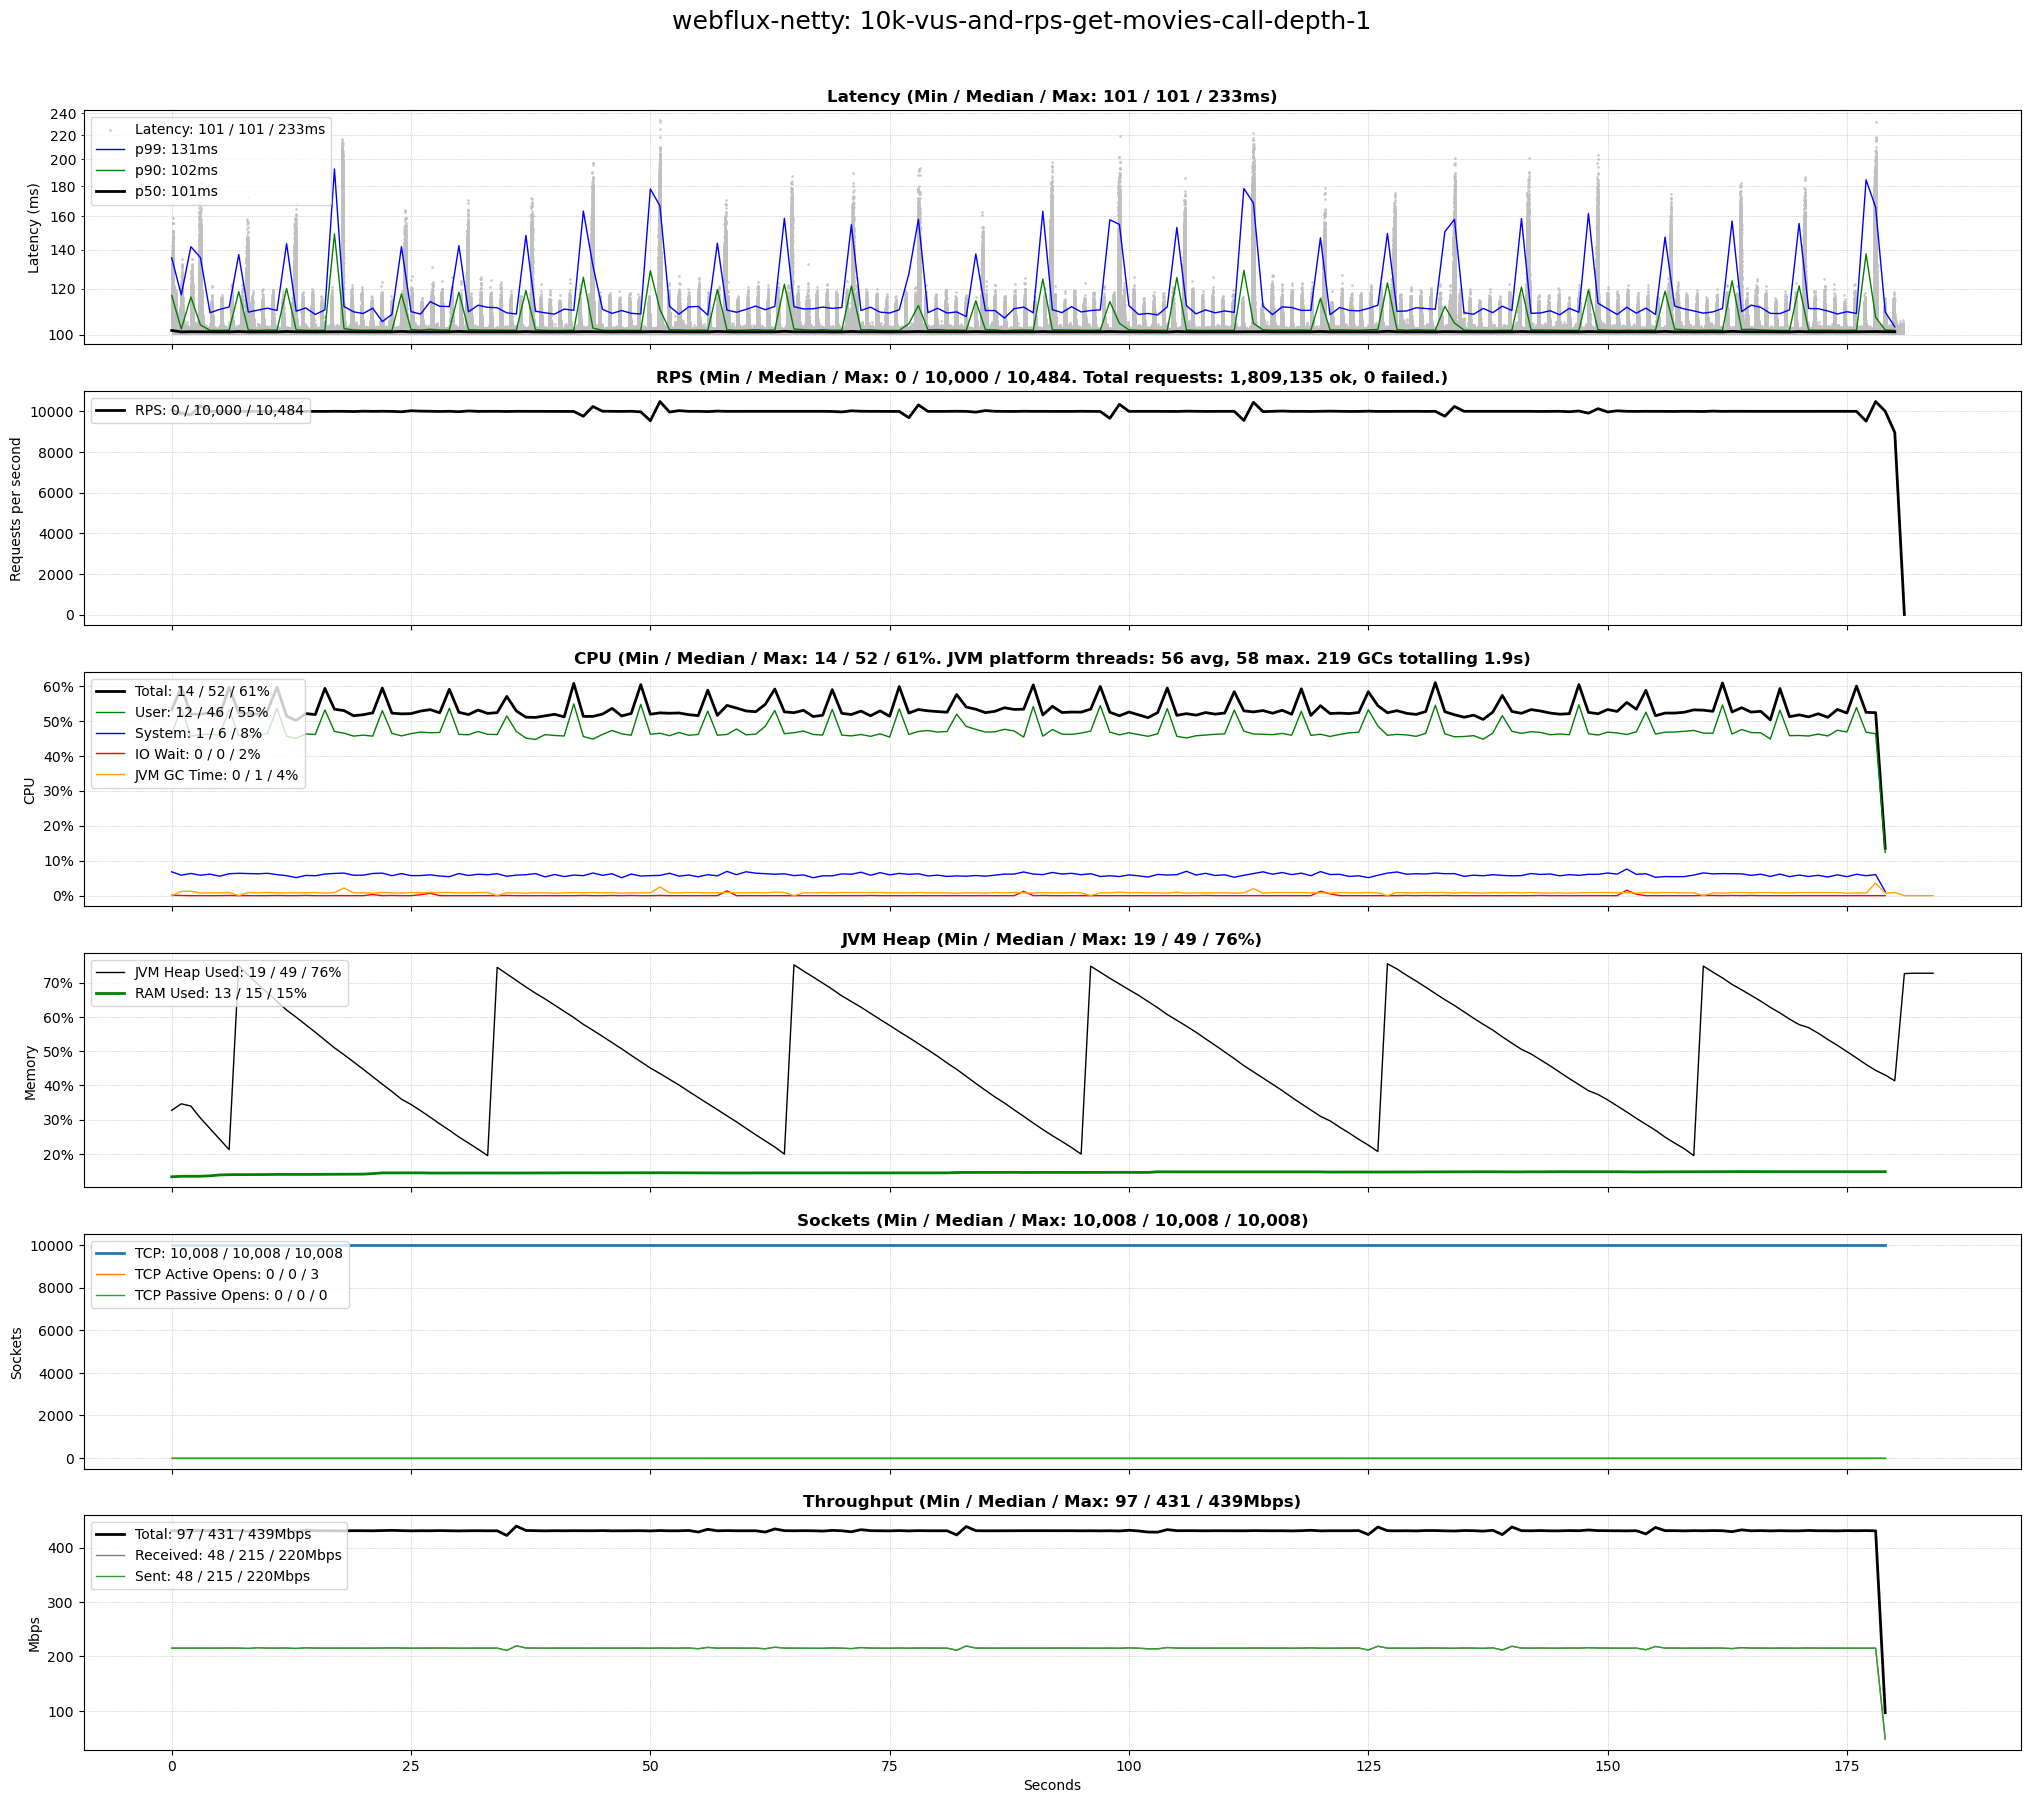 webflux-netty: 10k-vus-and-rps-get-movies-call-depth-1
Latency (Min / Median / Max: 101 / 101 / 233ms)
240
220
200
180
160
140
120
100
Latency (ms)
Latency: 101 / 101 / 233ms
p99: 131ms
p90: 102ms
p50: 101ms
RPS (Min / Median / Max: 0 / 10,000 / 10,484. Total requests: 1,809,135 ok, 0 failed.)
10000
8000
6000
4000
2000
0
Requests per second
RPS: 0 / 10,000 / 10,484
CPU (Min / Median / Max: 14 / 52 / 61%. JVM platform threads: 56 avg, 58 max. 219 GCs totalling 1.9s)
60%
50%
40%
30%
20%
10%
0%
CPU
Total: 14 / 52 / 61%
User: 12 / 46 / 55%
System: 1 / 6 / 8%
IO Wait: 0 / 0 / 2%
JVM GC Time: 0 / 1 / 4%
JVM Heap (Min / Median / Max: 19 / 49 / 76%)
70%
60%
50%
40%
30%
20%
Memory
JVM Heap Used: 19 / 49 / 76%
RAM Used: 13 / 15 / 15%
Sockets (Min / Median / Max: 10,008 / 10,008 / 10,008)
10000
8000
6000
4000
2000
0
Sockets
TCP: 10,008 / 10,008 / 10,008
TCP Active Opens: 0 / 0 / 3
TCP Passive Opens: 0 / 0 / 0
Throughput (Min / Median / Max: 97 / 431 / 439Mbps)
400
300
200
100
Mbps
Total: 97 / 431 / 439Mbps
Received: 48 / 215 / 220Mbps
Sent: 48 / 215 / 220Mbps
0 25 50 75 100 125 150 175
Seconds